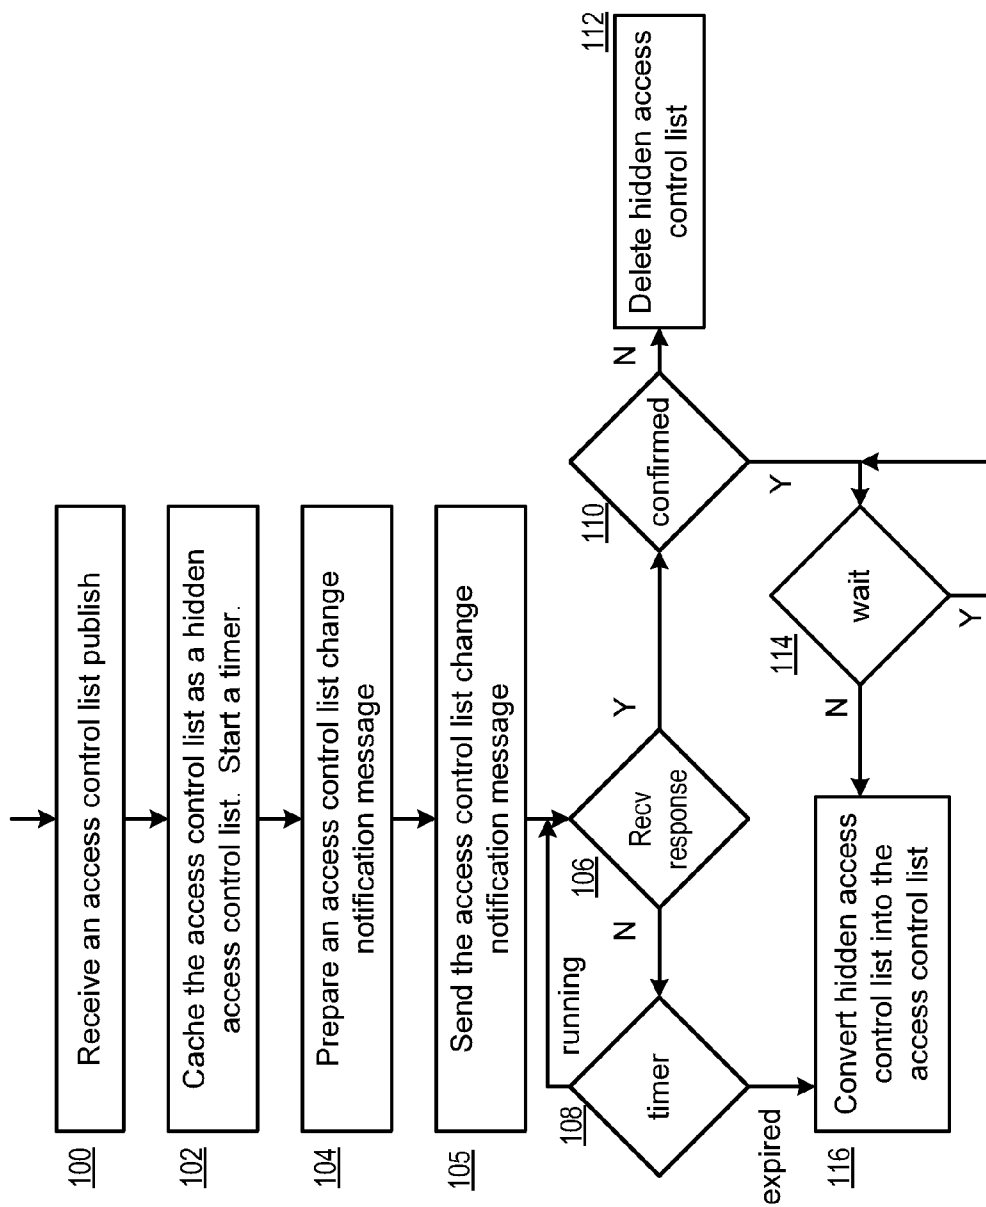 100
Receive an access control list publish
102
Cache the access control list as a hidden
access control list.  Start a timer.
104
Prepare an access control list change
notification message
105
Send the access control list change
notification message
106
Recv
response
Y
N
108
timer
running
expired
110
confirmed
N
Y
112
Delete hidden access
control list
114
wait
N
Y
116
Convert hidden access
control list into the
access control list